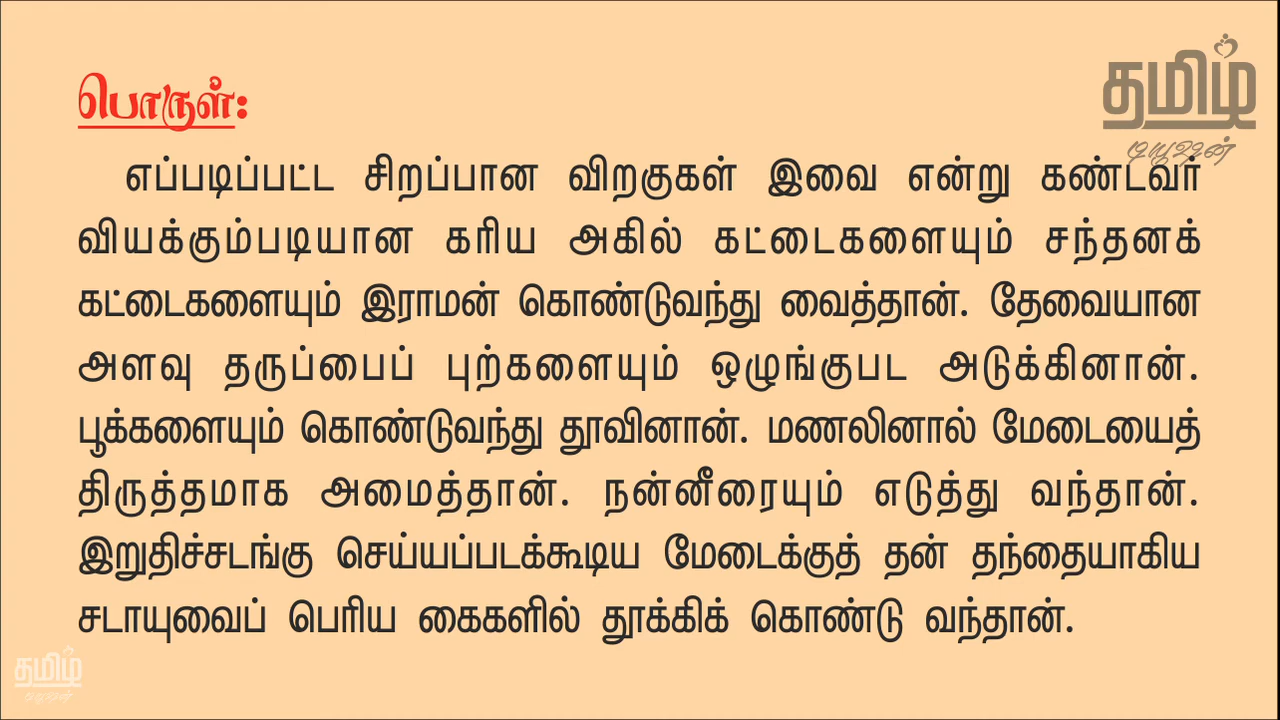 தமிழ்
டியூஷன்
பொருள்:
எப்படிப்பட்ட சிறப்பான விறகுகள் இவை என்று கண்டவர்
வியக்கும்படியான கரிய அகில் கட்டைகளையும் சந்தனக்
கட்டைகளையும் இராமன் கொண்டுவந்து வைத்தான். தேவையான
அளவு தருப்பைப் புற்களையும் ஒழுங்குபட அடுக்கினான்.
பூக்களையும் கொண்டுவந்து தூவினான். மணலினால் மேடையைத்
திருத்தமாக அமைத்தான். நன்னீரையும் எடுத்து வந்தான்.
இறுதிச்சடங்கு செய்யப்படக்கூடிய மேடைக்குத் தன் தந்தையாகிய
சடாயுவைப் பெரிய கைகளில் தூக்கிக் கொண்டு வந்தான்.
தமிழ்
டியூஷன்